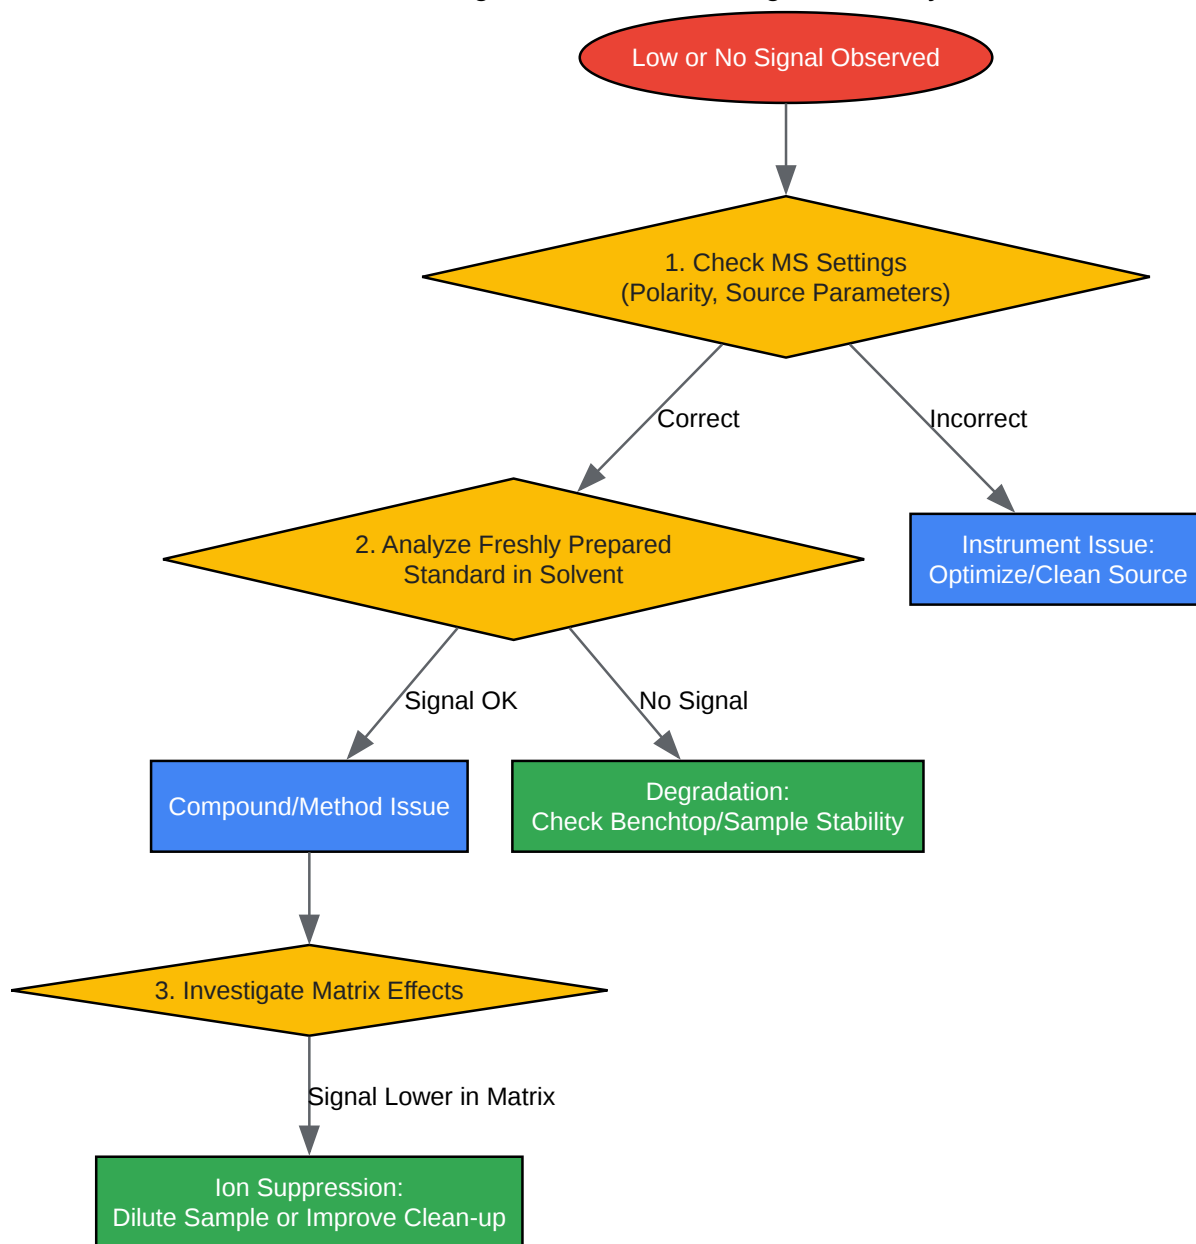 Low or No Signal Observed
1. Check MS Settings
(Polarity, Source Parameters)
Correct
Incorrect
2. Analyze Freshly Prepared
Standard in Solvent
Instrument Issue:
Optimize/Clean Source
Signal OK
No Signal
Compound/Method Issue
Degradation:
Check Benchtop/Sample Stability
3. Investigate Matrix Effects
Signal Lower in Matrix
Ion Suppression:
Dilute Sample or Improve Clean-up